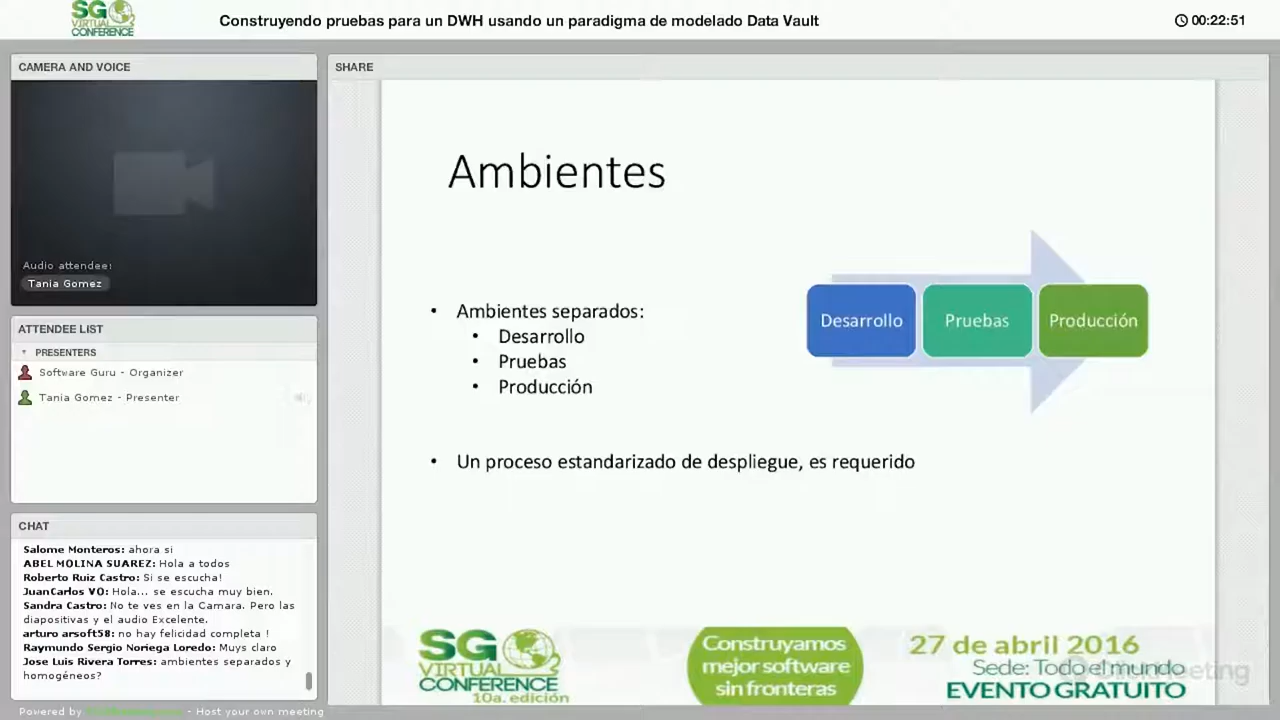 SG
VIRTUAL
CONFERENCE
Construyendo pruebas para un DWH usando un paradigma de modelado Data Vault
00:22:51
CAMERA AND VOICE
Audio attendee:
Tania Gomez
ATTENDEE LIST
PRESENTERS
Software Guru - Organizer
Tania Gomez - Presenter
CHAT
Salome Monteros: ahora si
ABEL MOLINA SUAREZ: Hola a todos
Roberto Ruiz Castro: Si se escucha!
JuanCarlos VO: Hola... se escucha muy bien.
Sandra Castro: No te ves en la Camara. Pero las
diapositivas y el audio Excelente.
arturo arsoft58: no hay felicidad completa !
Raymundo Sergio Noriega Loredo: Muys claro
Jose Luis Rivera Torres: ambientes separados y
homogéneos?
Powered by
- Host your own meeting
SHARE
Ambientes
• Ambientes separados:
• Desarrollo
• Pruebas
• Producción
• Un proceso estandarizado de despliegue, es requerido
Desarrollo Pruebas Producción
SG
VIRTUAL
CONFERENCE
10a. edición
Construyamos
mejor software
sin fronteras
27 de abril 2016
Sede: Todo el mundo
EVENTO GRATUITO
ClickMeeting